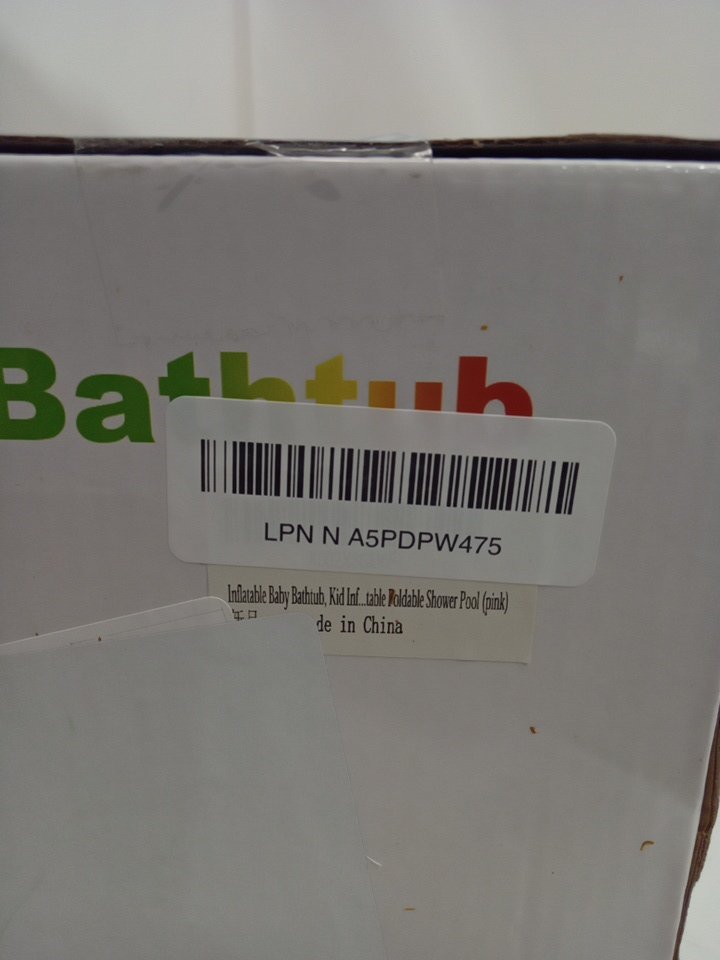 Bathtub
LPN N A5PDPW475
Inflatable Baby Bathtub, Kid Inf...table Foldable Shower Pool (pink)
de in China